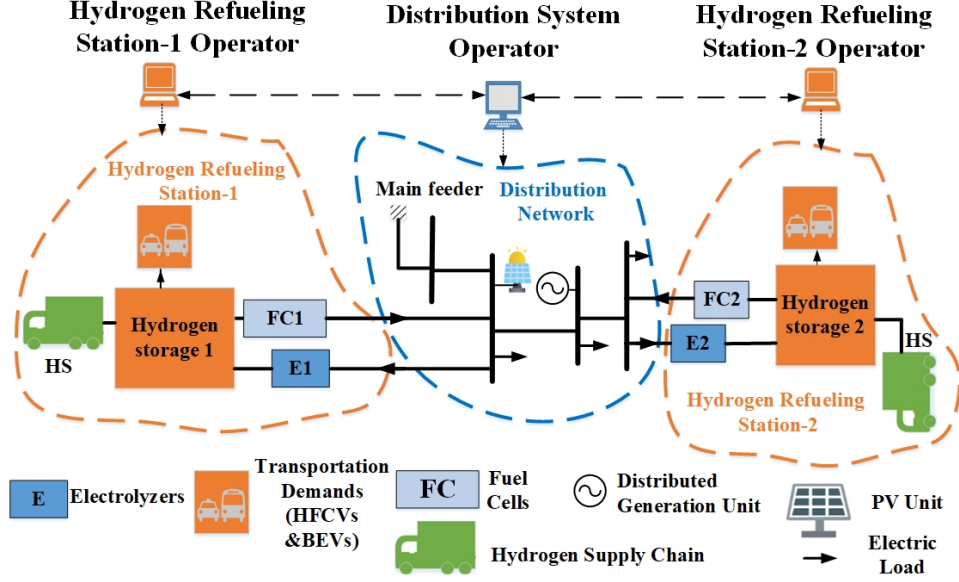 Hydrogen Refueling
Station-1 Operator
Distribution System
Operator
Hydrogen Refueling
Station-2 Operator
Hydrogen Refueling
Station-1
Main feeder
Distribution
Network
FC1
E1
Hydrogen
storage 1
HS
FC2
E2
Hydrogen
storage 2
HS
Hydrogen Refueling
Station-2
E
Electrolyzers
Transportation
Demands
(HFCVs
&BEVs)
FC
Fuel
Cells
Hydrogen Supply Chain
Distributed
Generation Unit
PV Unit
Electric
Load